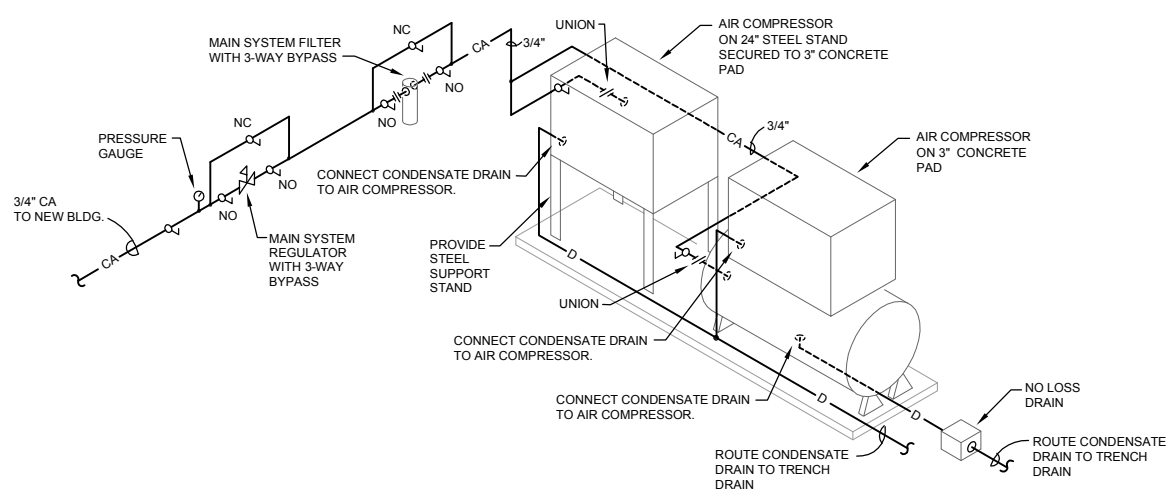 UNION
AIR COMPRESSOR
ON 24" STEEL STAND
SECURED TO 3" CONCRETE
PAD
NC
MAIN SYSTEM FILTER
WITH 3-WAY BYPASS
CA
3/4"
NO
NO
NC
PRESSURE
GAUGE
CA
3/4"
AIR COMPRESSOR
ON 3" CONCRETE
PAD
CONNECT CONDENSATE DRAIN
TO AIR COMPRESSOR.
NO
NO
3/4" CA
TO NEW BLDG.
CA
MAIN SYSTEM
REGULATOR
WITH 3-WAY
BYPASS
PROVIDE
STEEL
SUPPORT
STAND
D
UNION
CONNECT CONDENSATE DRAIN
TO AIR COMPRESSOR.
CONNECT CONDENSATE DRAIN
TO AIR COMPRESSOR.
D
D
NO LOSS
DRAIN
ROUTE CONDENSATE
DRAIN TO TRENCH
DRAIN
ROUTE CONDENSATE
DRAIN TO TRENCH
DRAIN